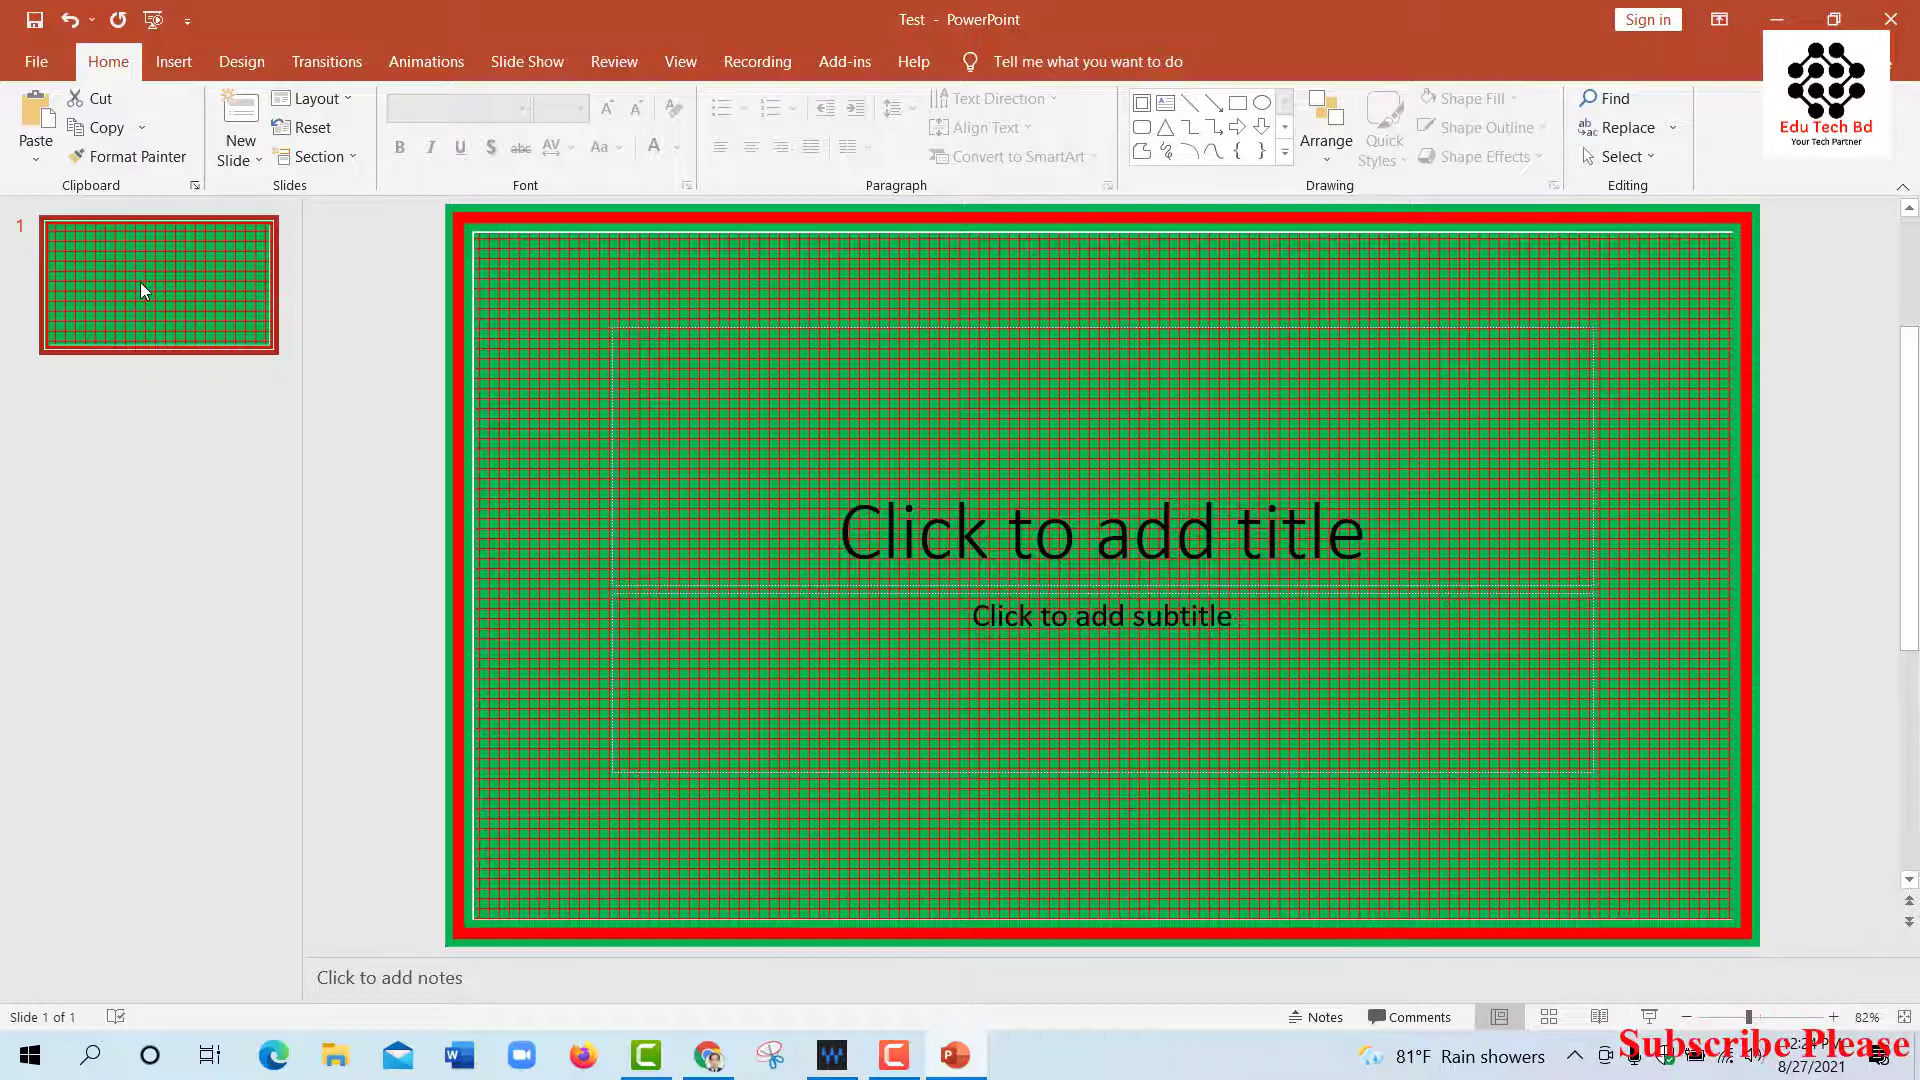 Test - PowerPoint
Sign in
File Home Insert Design Transitions Animations Slide Show Review View Recording Add-ins Help Tell me what you want to do
Edu Tech Bd
Your Tech Partner
Paste
Cut
Copy
Format Painter
Clipboard
New Slide
Layout
Reset
Section
Slides
B I U S abc AV Aa A
Font
Text Direction
Align Text
Convert to SmartArt
Paragraph
Arrange
Quick Styles
Shape Fill
Shape Outline
Shape Effects
Drawing
Find
Replace
Select
Editing
1
Click to add title
Click to add subtitle
Click to add notes
Slide 1 of 1
Notes Comments 82%
81°F Rain showers
Subscribe Please
8/27/2021